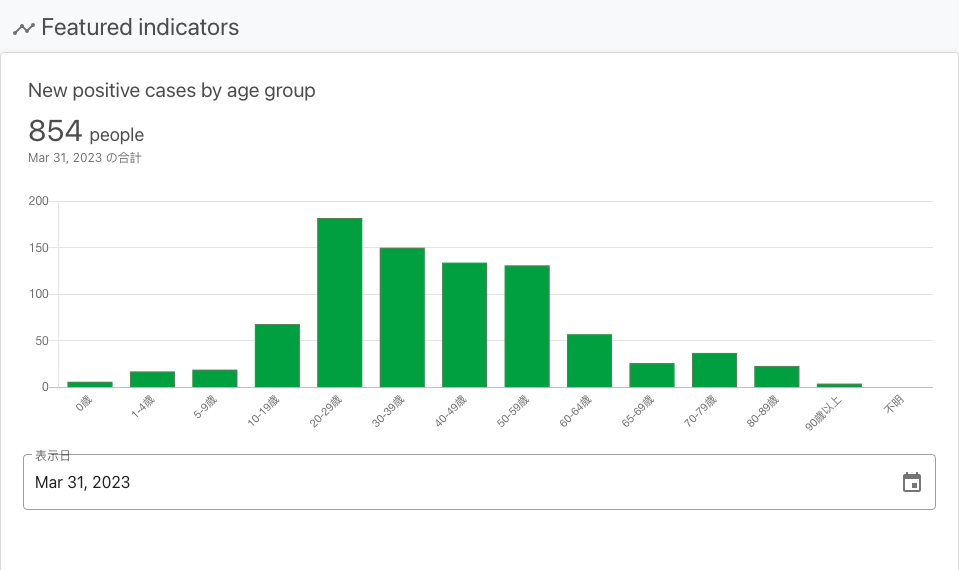 Featured indicators
New positive cases by age group
854 people
Mar 31, 2023 の合計
200
150
100
50
0
0歳
1-4歳
5-9歳
10-19歳
20-29歳
30-39歳
40-49歳
50-59歳
60-64歳
65-69歳
70-79歳
80-89歳
90歳以上
不明
表示日
Mar 31, 2023